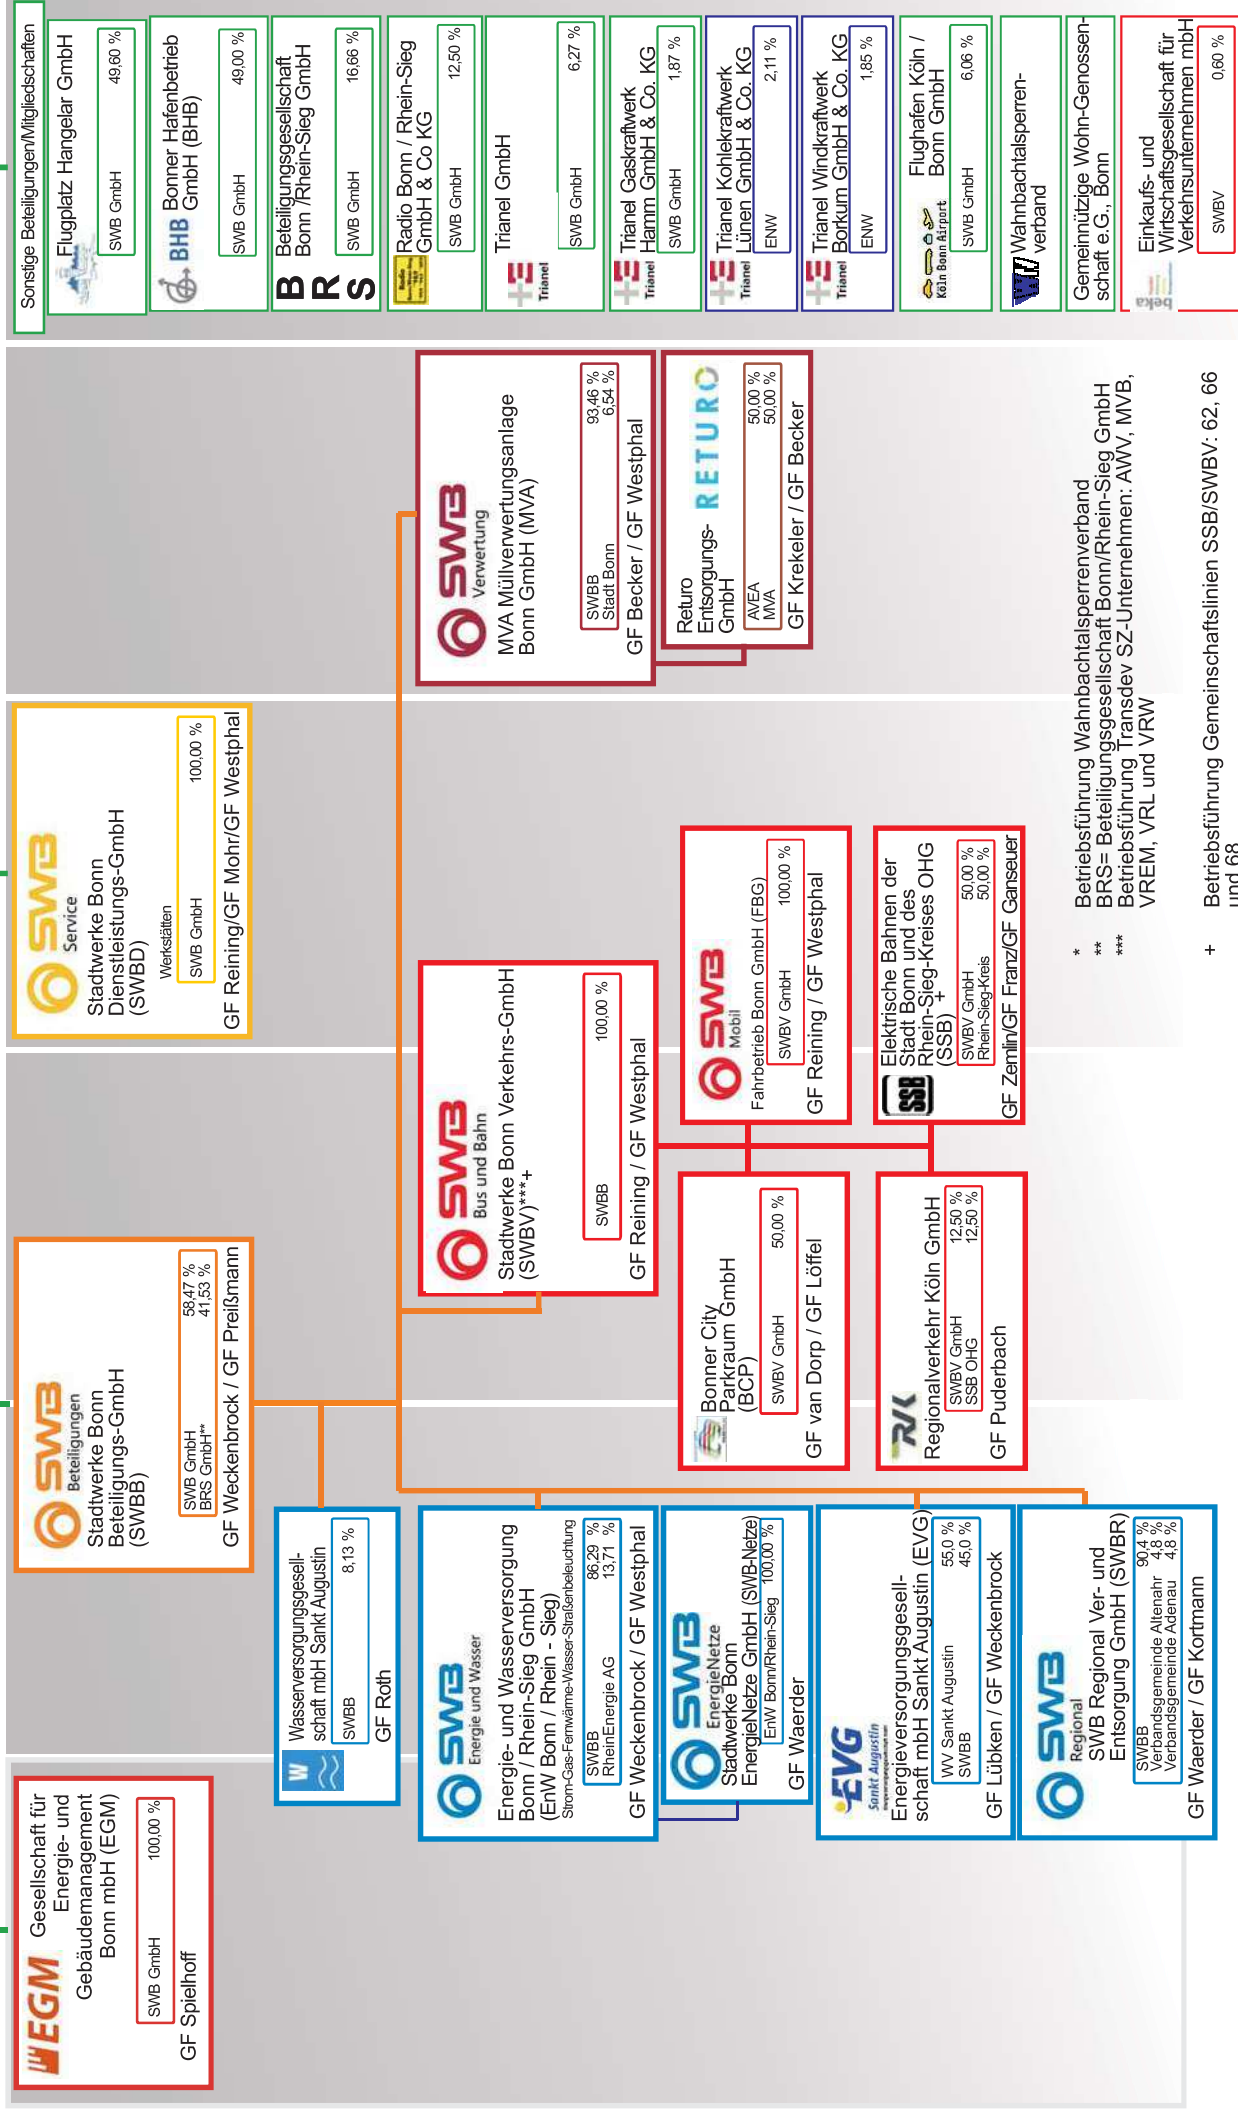 EGM
Gesellschaft für
Energie- und
Gebäudemanagement
Bonn mbH (EGM)
SWB GmbH 100,00 %
GF Spielhoff
SWB
Beteiligungen
Stadtwerke Bonn
Beteiligungs-GmbH
(SWBB)
SWB GmbH 58,47 %
BRS GmbH** 41,53 %
GF Weckenbrock / GF Preißmann
SWB
Service
Stadtwerke Bonn
Dienstleistungs-GmbH
(SWBD)
Werkstätten
SWB GmbH 100,00 %
GF Reining/GF Mohr/GF Westphal
W
Wasserversorgungsgesell-
schaft mbH Sankt Augustin
SWBB 8,13 %
GF Roth
SWB
Energie und Wasser
Energie- und Wasserversorgung
Bonn / Rhein-Sieg GmbH
(EnW Bonn / Rhein - Sieg)
Strom-Gas-Fernwärme-Wasser-Straßenbeleuchtung
SWBB 86,29 %
RheinEnergie AG 13,71 %
GF Weckenbrock / GF Westphal
SWB
EnergieNetze
Stadtwerke Bonn
EnergieNetze GmbH (SWB-Netze)
EnW Bonn/Rhein-Sieg 100,00 %
GF Waerder
EVG
Sankt Augustin
Energieversorgungsgesell-
schaft mbH Sankt Augustin (EVG)
WV Sankt Augustin 55,0 %
SWBB 45,0 %
GF Lübken / GF Weckenbrock
SWB
Regional
SWB Regional Ver- und
Entsorgung GmbH (SWBR)
SWBB 90,4 %
Verbandsgemeinde Altenahr 4,8 %
Verbandsgemeinde Adenau 4,8 %
GF Waerder / GF Kortmann
SWB
Bus und Bahn
Stadtwerke Bonn Verkehrs-GmbH
(SWBV)***+
SWBB 100,00 %
GF Reining / GF Westphal
Bonner City
Parkraum GmbH
(BCP)
SWBV GmbH 50,00 %
GF van Dorp / GF Löffel
SWB
Mobil
Fahrbetrieb Bonn GmbH (FBG)
SWBV GmbH 100,00 %
GF Reining / GF Westphal
RVK
Regionalverkehr Köln GmbH
SWBV GmbH 12,50 %
SSB OHG 12,50 %
GF Puderbach
SSB
Elektrische Bahnen der
Stadt Bonn und des
Rhein-Sieg-Kreises OHG
(SSB) +
SWBV GmbH 50,00 %
Rhein-Sieg-Kreis 50,00 %
GF Zemlin/GF Franz/GF Ganseuer
SWB
Verwertung
MVA Müllverwertungsanlage
Bonn GmbH (MVA)
SWBB 93,46 %
Stadt Bonn 6,54 %
GF Becker / GF Westphal
RETURO
Returo
Entsorgungs-
GmbH
AVEA 50,00 %
MVA 50,00 %
GF Krekeler / GF Becker
* Betriebsführung Wahnbachtalsperrenverband
** BRS= Beteiligungsgesellschaft Bonn/Rhein-Sieg GmbH
*** Betriebsführung Transdev SZ-Unternehmen: AWV, MVB,
VREM, VRL und VRW
+ Betriebsführung Gemeinschaftslinien SSB/SWBV: 62, 66
und 68
Sonstige Beteiligungen/Mitgliedschaften
Flugplatz Hangelar GmbH
SWB GmbH 49,60 %
BHB
Bonner Hafenbetrieb
GmbH (BHB)
SWB GmbH 49,00 %
BRS
Beteiligungsgesellschaft
Bonn /Rhein-Sieg GmbH
SWB GmbH 16,66 %
Radio Bonn / Rhein-Sieg
GmbH & Co KG
SWB GmbH 12,50 %
Trianel
Trianel GmbH
SWB GmbH 6,27 %
Trianel
Trianel Gaskraftwerk
Hamm GmbH & Co. KG
SWB GmbH 1,87 %
Trianel
Trianel Kohlekraftwerk
Lünen GmbH & Co. KG
ENW 2,11 %
Trianel
Trianel Windkraftwerk
Borkum GmbH & Co. KG
ENW 1,85 %
Köln Bonn Airport
Flughafen Köln /
Bonn GmbH
SWB GmbH 6,06 %
Wahnbachtalsperren-
verband
Gemeinnützige Wohn-Genossen-
schaft e.G., Bonn
beka
Einkaufs- und
Wirtschaftsgesellschaft für
Verkehrsunternehmen mbH
SWBV 0,60 %